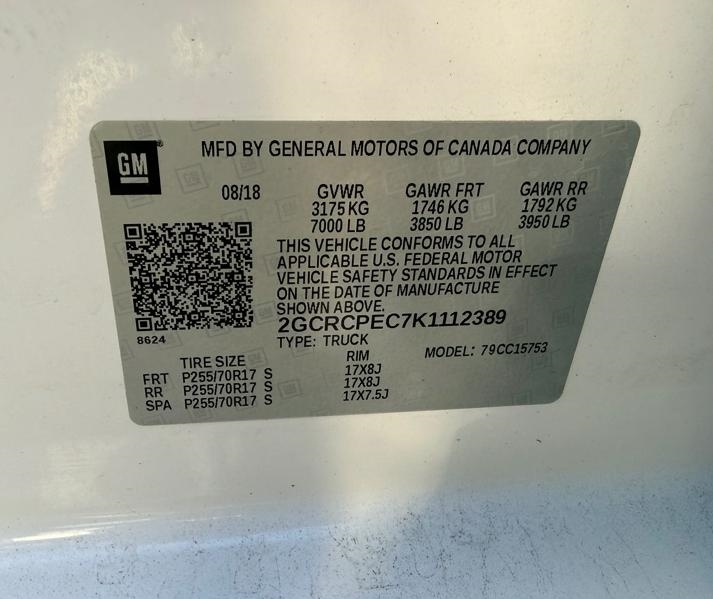 GM
MFD BY GENERAL MOTORS OF CANADA COMPANY
08/18 GVWR GAWR FRT GAWR RR
3175 KG 1746 KG 1792 KG
7000 LB 3850 LB 3950 LB
THIS VEHICLE CONFORMS TO ALL
APPLICABLE U.S. FEDERAL MOTOR
VEHICLE SAFETY STANDARDS IN EFFECT
ON THE DATE OF MANUFACTURE
SHOWN ABOVE.
2GCRCPEC7K1112389
8624
TYPE: TRUCK MODEL: 79CC15753
TIRE SIZE RIM
FRT P255/70R17 S 17X8J
RR P255/70R17 S 17X8J
SPA P255/70R17 S 17X7.5J